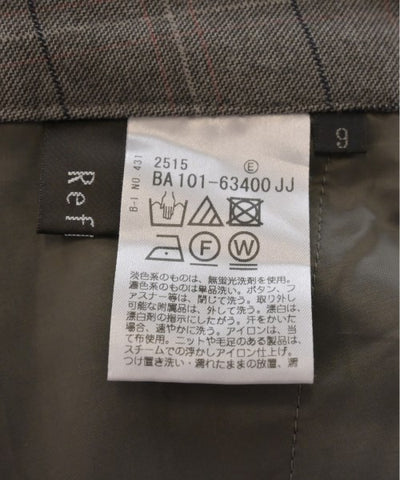 B-I NO. 431
2515
E
BA101-63400JJ
F
W
淡色系のものは、無蛍光洗剤を使用。
濃色系のものは単品洗い。ボタン、フ
ァスナー等は、閉じて洗う。取り外し
可能な附属品は、外して洗う。漂白は、
漂白剤の指示にしたがう。汗をかいた
場合、速やかに洗う。アイロンは、当
て布使用。ニットや毛足のある製品は、
スチームでの浮かしアイロン仕上げ。
つけ置き洗い・濡れたままの放置、濡
Ref
9